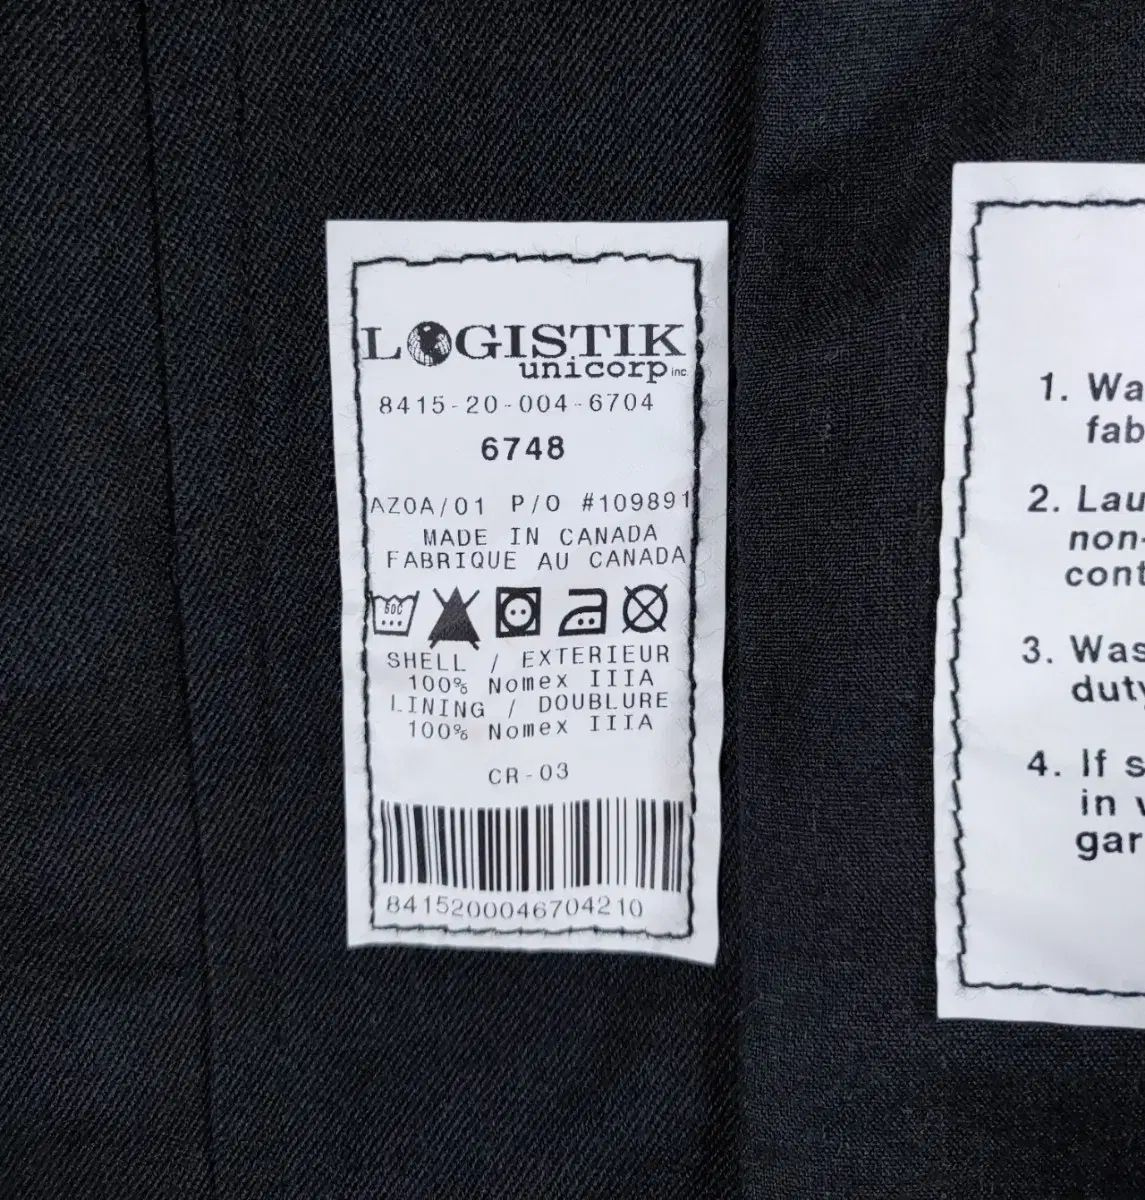 LOGISTIK
unicorp inc.
8415-20-004-6704
6748
AZ0A/01 P/O #109891
MADE IN CANADA
FABRIQUE AU CANADA
50C
SHELL / EXTERIEUR
100% Nomex IIIA
LINING / DOUBLURE
100% Nomex IIIA
CR-03
8415200046704210
1. Wa
fab
2. Lau
non-
cont
3. Was
duty
4. If s
in v
gar